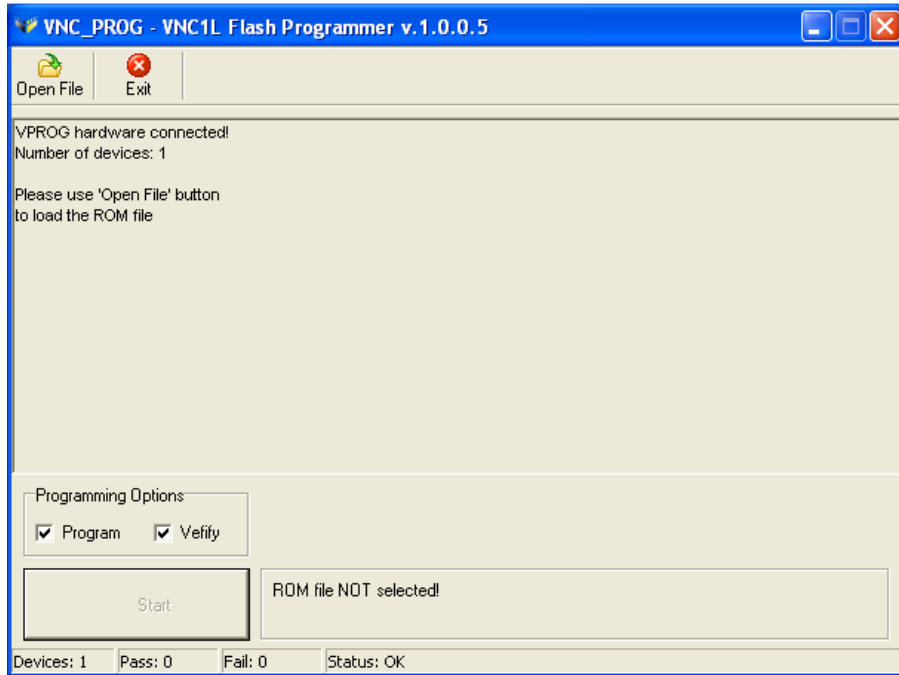 VNC_PROG - VNC1L Flash Programmer v.1.0.0.5
Open File Exit
VPROG hardware connected!
Number of devices: 1
Please use 'Open File' button
to load the ROM file
Programming Options
Program Vefify
Start
ROM file NOT selected!
Devices: 1 Pass: 0 Fail: 0 Status: OK